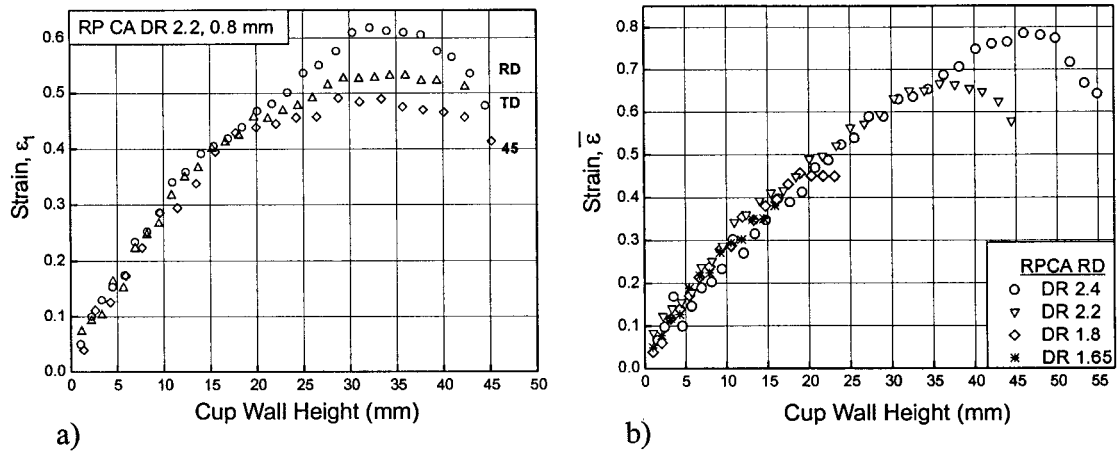 RP CA DR 2.2, 0.8 mm
0.6
0.5
0.4
0.3
0.2
0.1
0.0
Strain, ε1
RD
TD
45
0 5 10 15 20 25 30 35 40 45 50
Cup Wall Height (mm)
a)
0.8
0.7
0.6
0.5
0.4
0.3
0.2
0.1
0.0
Strain, ε̅
RPCA RD
DR 2.4
DR 2.2
DR 1.8
DR 1.65
0 5 10 15 20 25 30 35 40 45 46 55
Cup Wall Height (mm)
b)